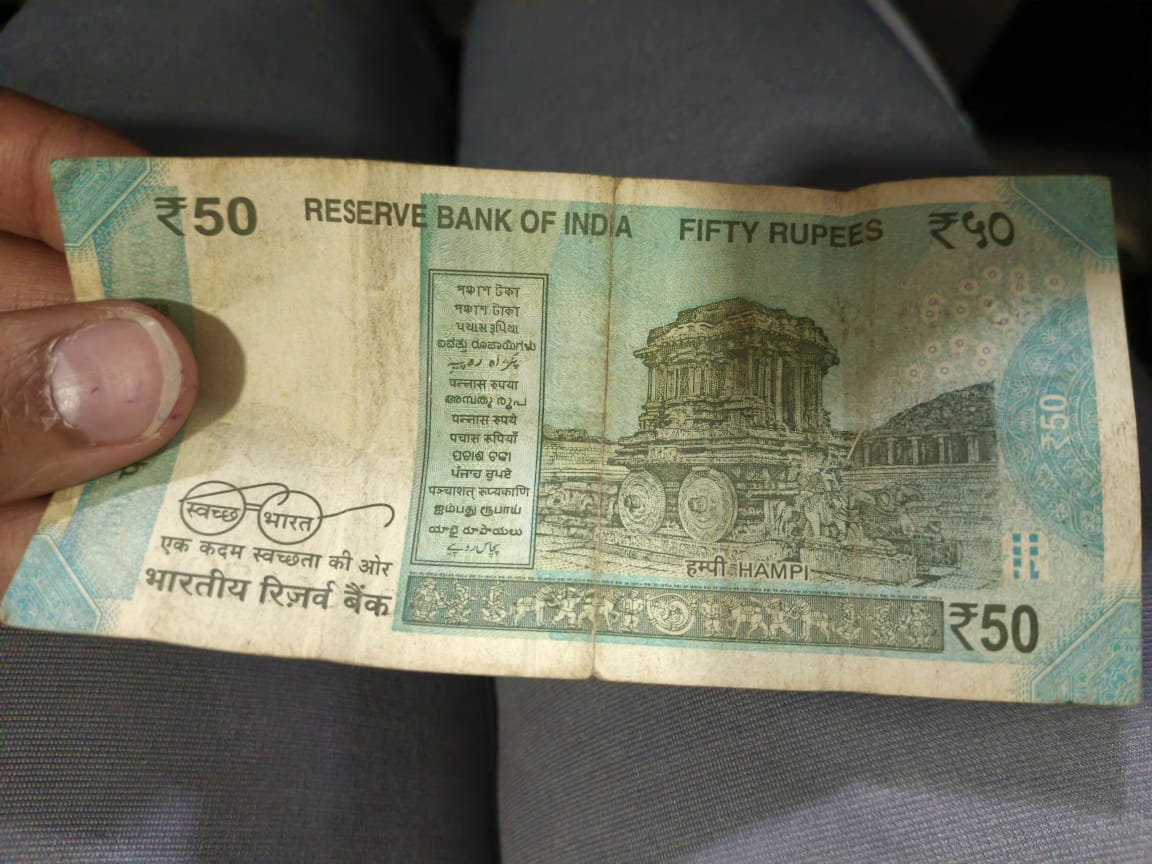 ₹50 RESERVE BANK OF INDIA FIFTY RUPEES ₹५०
পঞ্চাশ টকা
পঞ্চাশ টাকা
પચાસ રૂપિયા
ಐವತ್ತು ರೂಪಾಯಿಗಳು
روپیہ
पन्नास रुपया
അമ്പതു രൂപ
पन्नास रुपये
पचास रुपियाँ
ପଚାଶ ଟଙ୍କା
ਪੰਜਾਹ ਰੁਪਏ
पञ्चाशत् रूप्यकाणि
ஐம்பது ரூபாய்
యాభై రూపాయలు
پچاس روپے
₹50
स्वच्छ भारत
एक कदम स्वच्छता की ओर
भारतीय रिज़र्व बैंक
हम्पी HAMPI
₹50